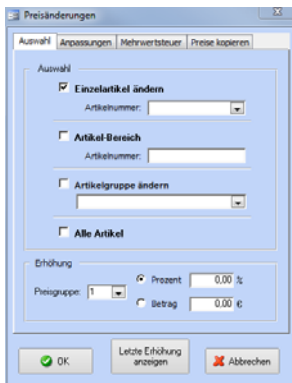 Preisänderungen
Auswahl Anpassungen Mehrwertsteuer Preise kopieren
Auswahl
Einzelartikel ändern
Artikelnummer:
Artikel-Bereich
Artikelnummer:
Artikelgruppe ändern
Alle Artikel
Erhöhung
Preisgruppe: 1 Prozent 0,00 %
Betrag 0,00 €
OK Letzte Erhöhung anzeigen Abbrechen